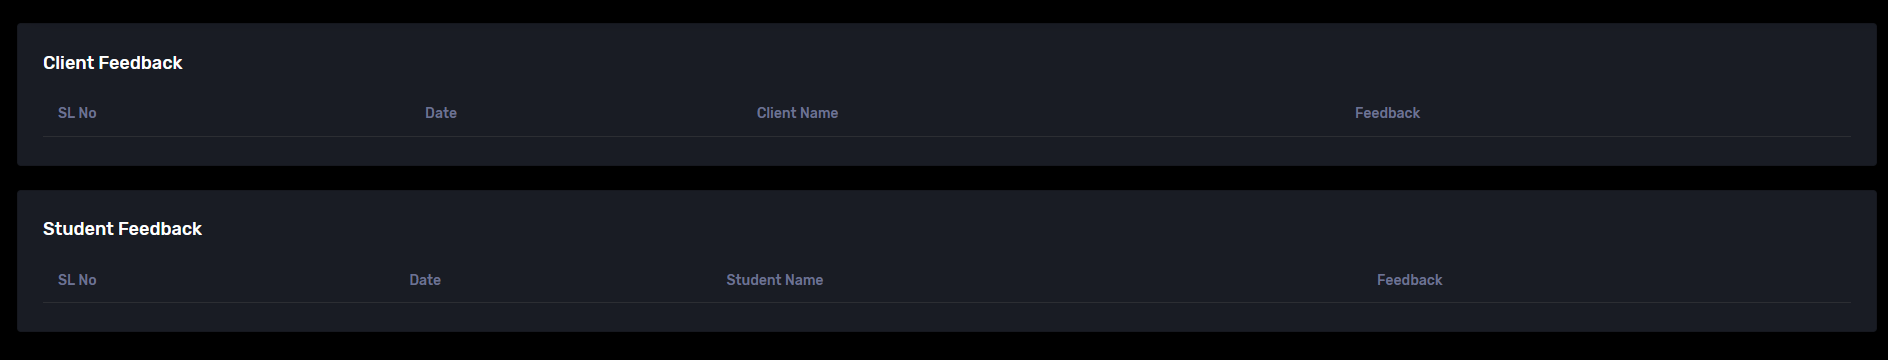 Client Feedback
SL No Date Client Name Feedback
Student Feedback
SL No Date Student Name Feedback